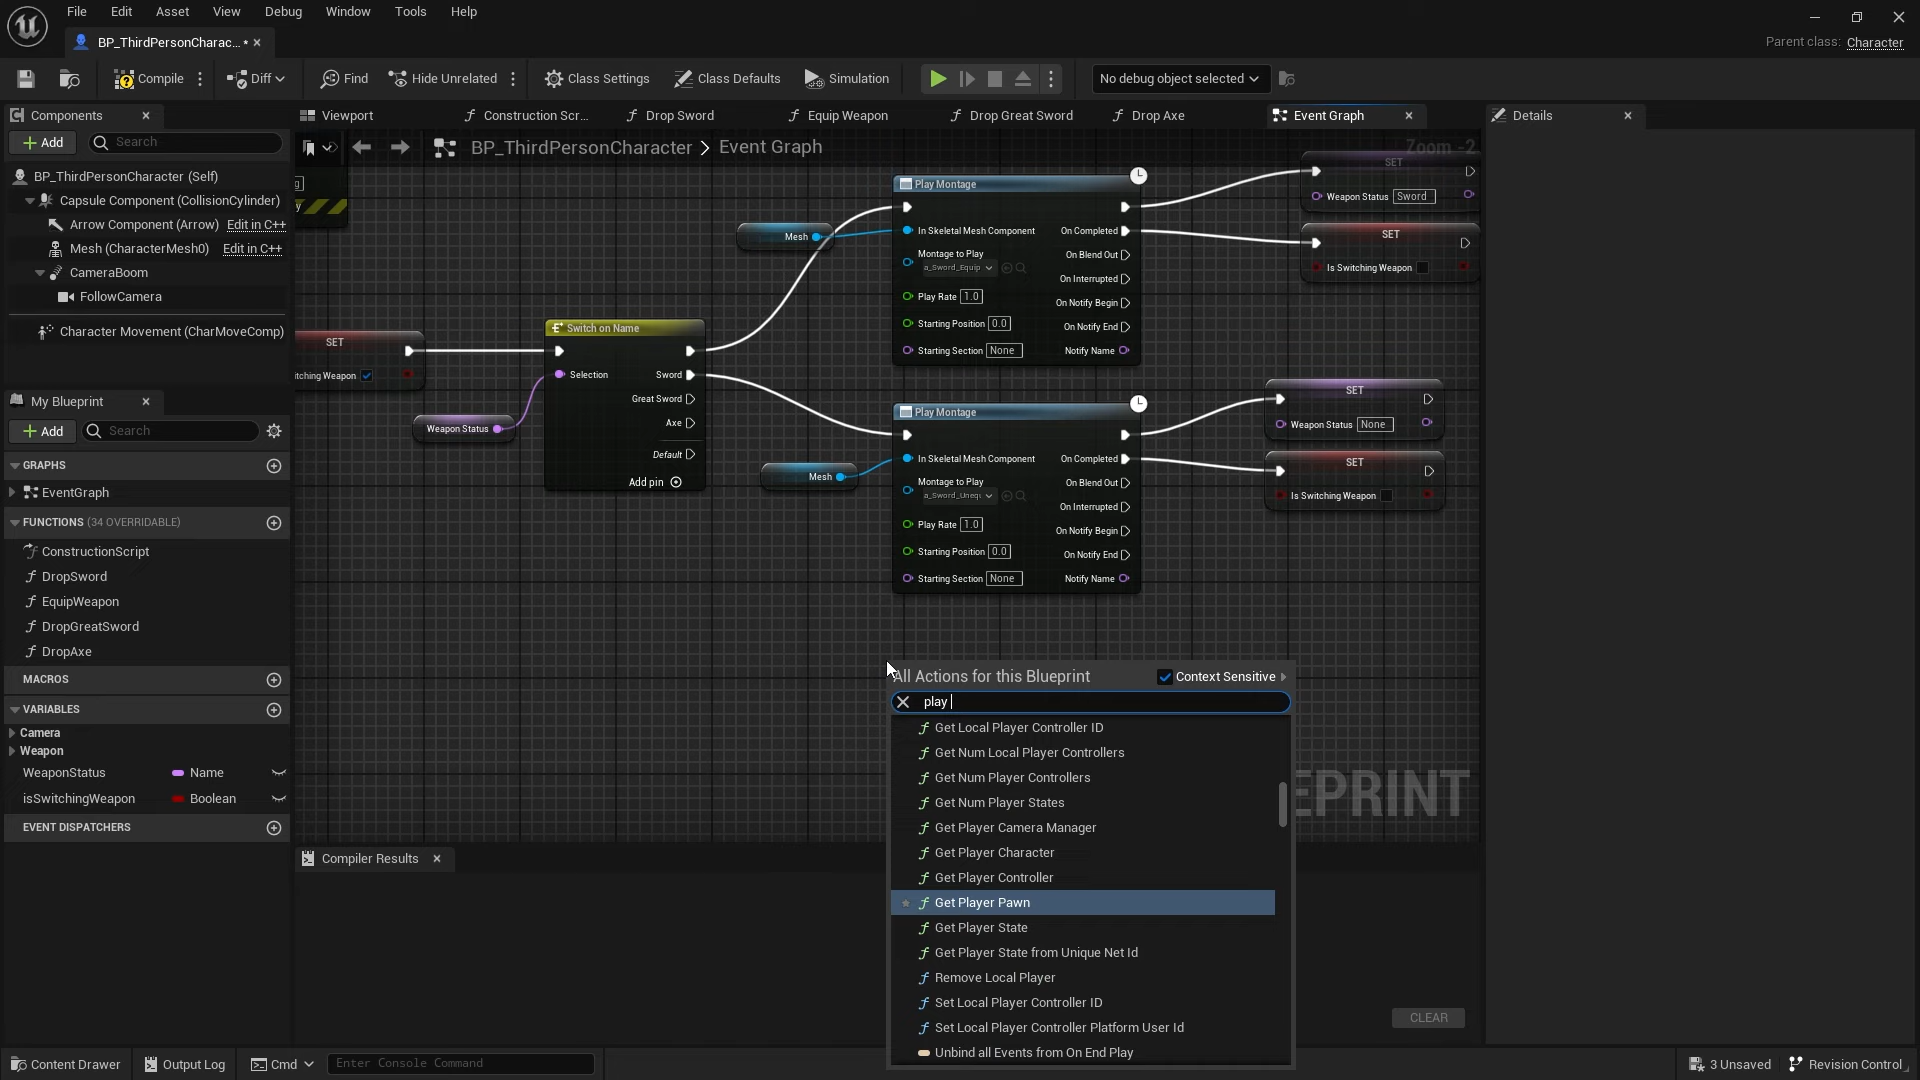 File Edit Asset View Debug Window Tools Help
BP_ThirdPersonCharac... *
Parent class: Character
Compile Diff Find Hide Unrelated Class Settings Class Defaults Simulation No debug object selected
Components
Add Search
BP_ThirdPersonCharacter (Self)
Capsule Component (CollisionCylinder)
Arrow Component (Arrow) Edit in C++
Mesh (CharacterMesh0) Edit in C++
CameraBoom
FollowCamera
Character Movement (CharMoveComp)
My Blueprint
Add Search
GRAPHS
EventGraph
FUNCTIONS (34 OVERRIDABLE)
ConstructionScript
DropSword
EquipWeapon
DropGreatSword
DropAxe
MACROS
VARIABLES
Camera
Weapon
WeaponStatus Name
isSwitchingWeapon Boolean
EVENT DISPATCHERS
Viewport Construction Scr... Drop Sword Equip Weapon Drop Great Sword Drop Axe Event Graph
BP_ThirdPersonCharacter > Event Graph
Zoom -2
SET
itching Weapon
Weapon Status
Switch on Name
Selection Sword
Great Sword
Axe
Default
Add pin
Mesh
Play Montage
In Skeletal Mesh Component On Completed
Montage to Play On Blend Out
a_Sword_Equip
On Interrupted
Play Rate 1.0 On Notify Begin
Starting Position 0.0 On Notify End
Starting Section None Notify Name
SET
Weapon Status Sword
SET
Is Switching Weapon
Mesh
Play Montage
In Skeletal Mesh Component On Completed
Montage to Play On Blend Out
a_Sword_Unequ
On Interrupted
Play Rate 1.0 On Notify Begin
Starting Position 0.0 On Notify End
Starting Section None Notify Name
SET
Weapon Status None
SET
Is Switching Weapon
EPRINT
All Actions for this Blueprint Context Sensitive
play
Get Local Player Controller ID
Get Num Local Player Controllers
Get Num Player Controllers
Get Num Player States
Get Player Camera Manager
Get Player Character
Get Player Controller
Get Player Pawn
Get Player State
Get Player State from Unique Net Id
Remove Local Player
Set Local Player Controller ID
Set Local Player Controller Platform User Id
Unbind all Events from On End Play
Compiler Results
CLEAR
Details
Content Drawer Output Log Cmd Enter Console Command 3 Unsaved Revision Control